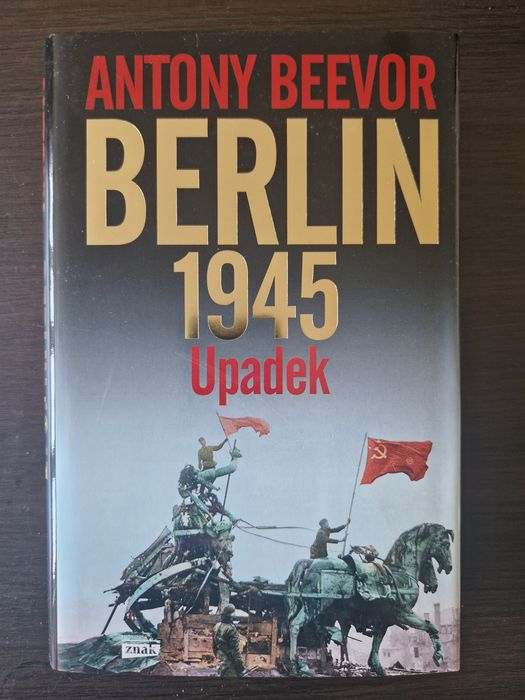 ANTONY BEEVOR
BERLIN
1945
Upadek
znak